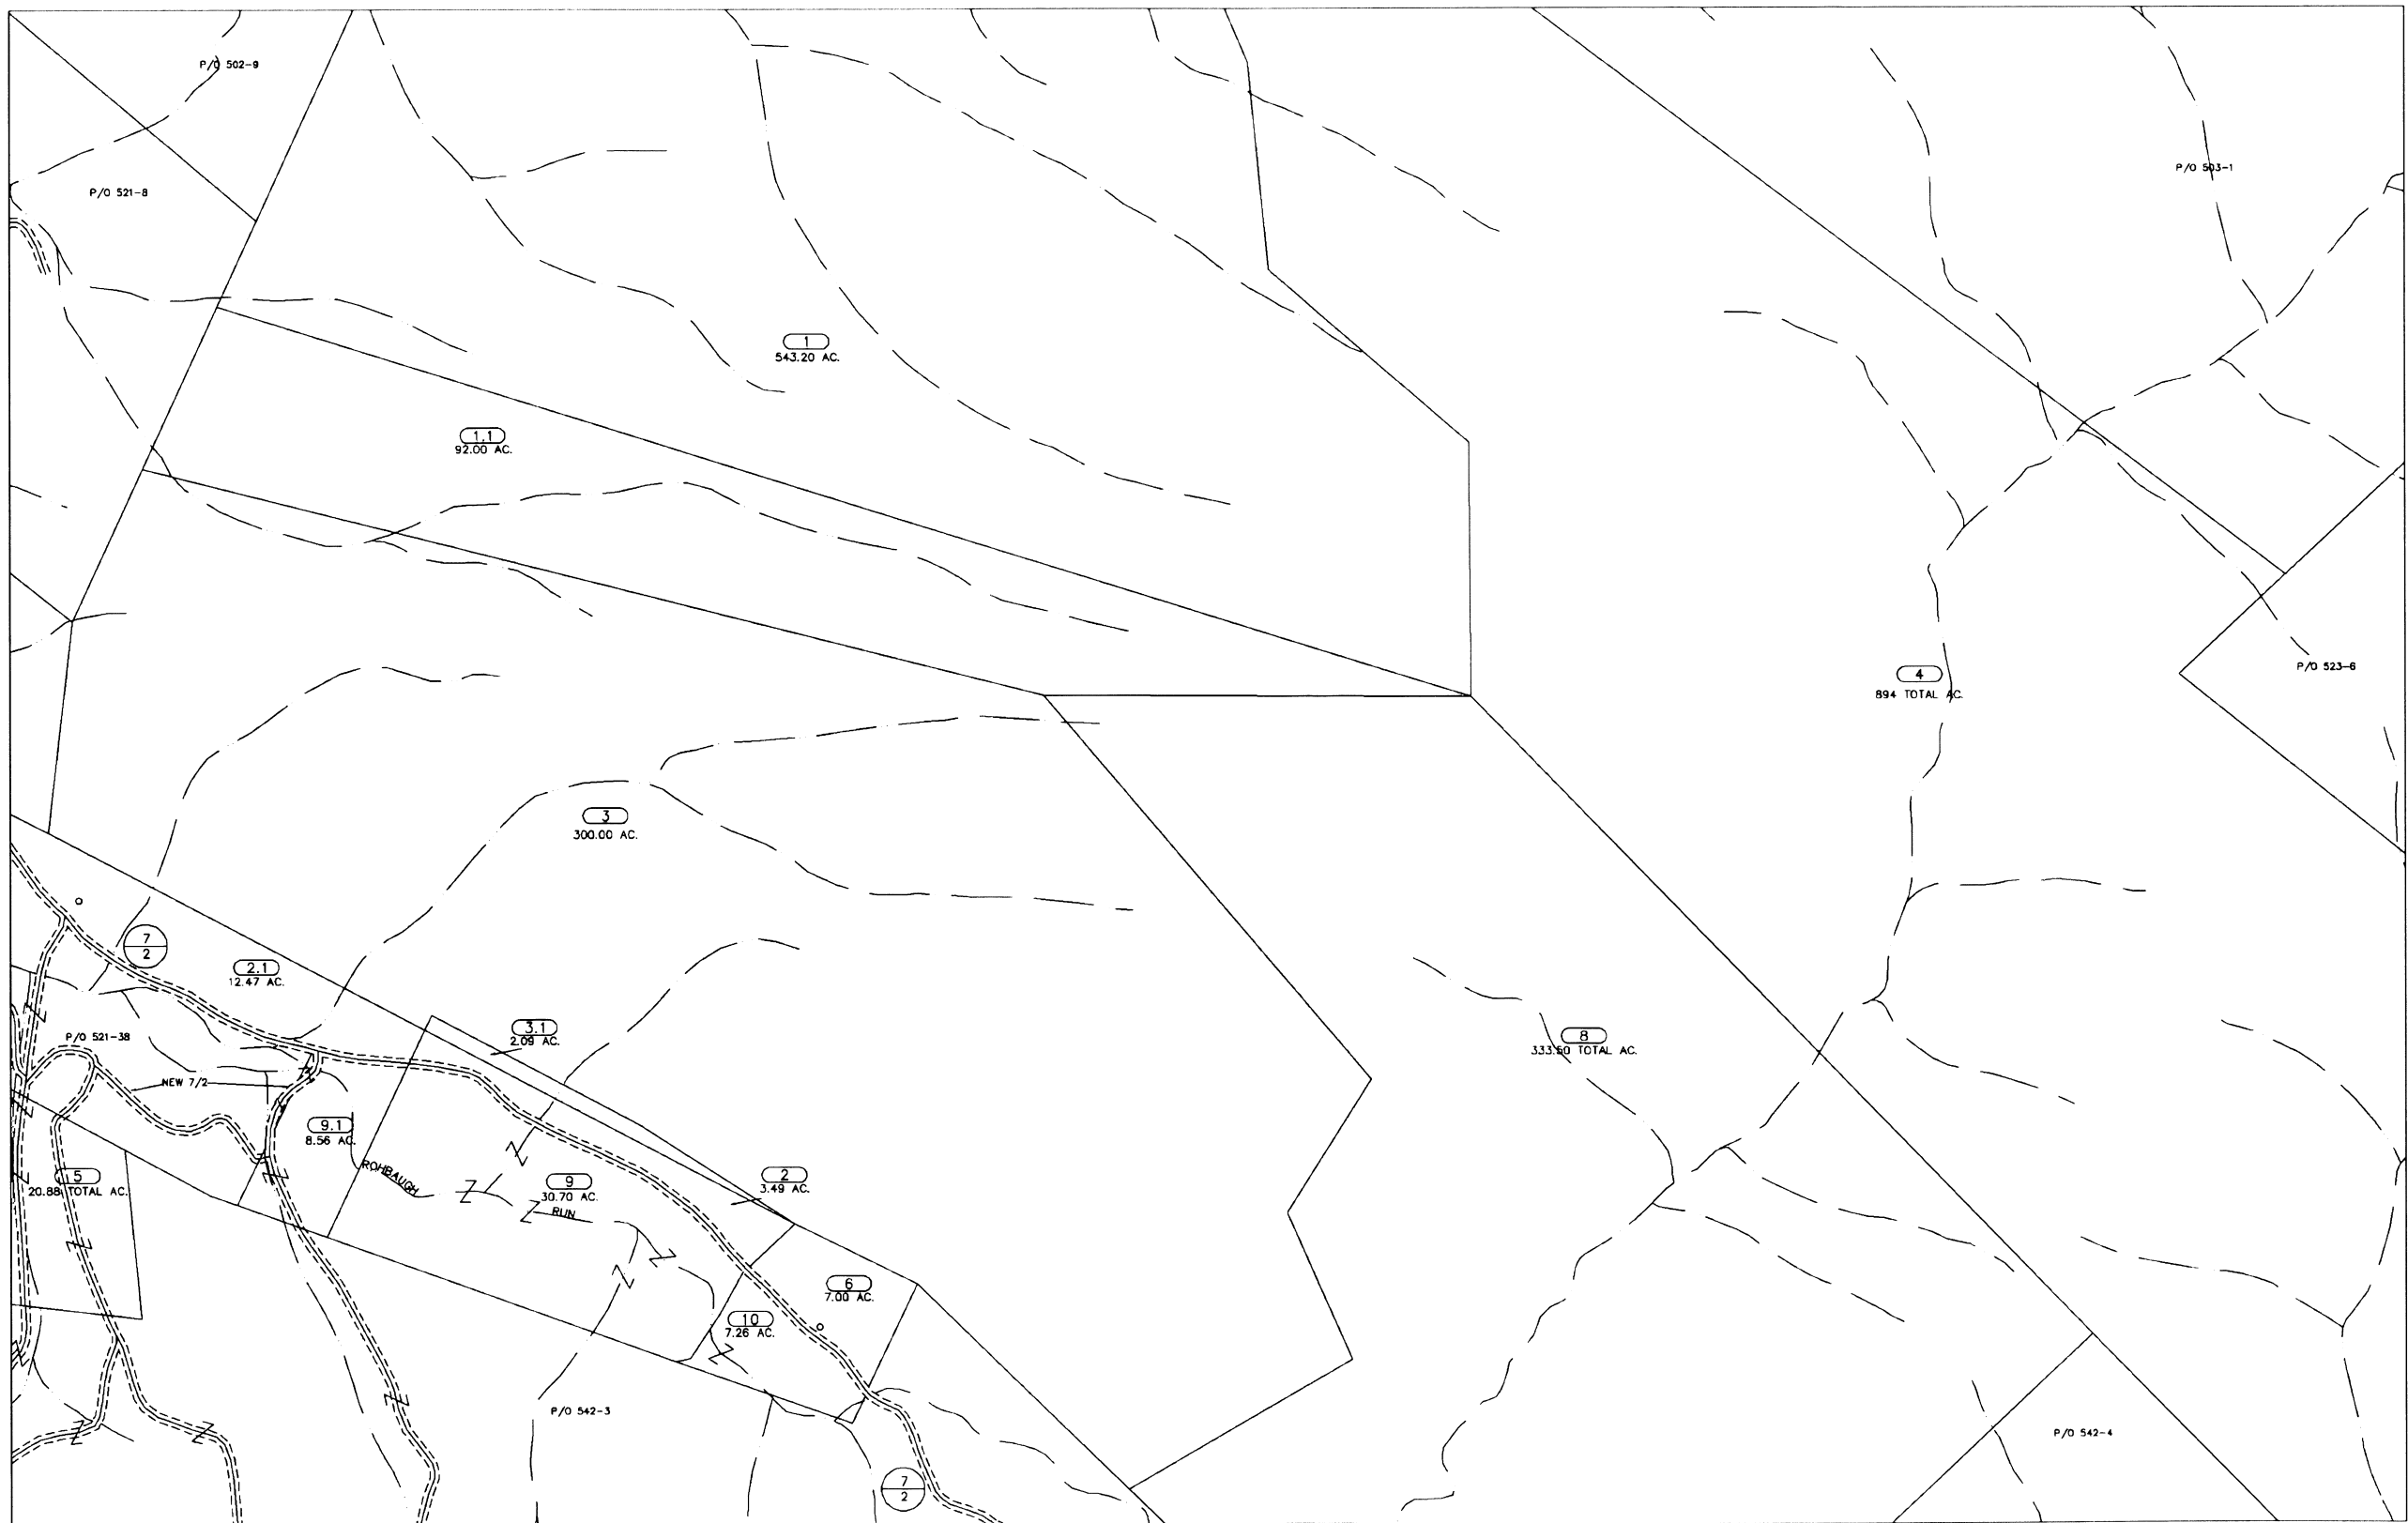 P/O 502-9
P/O 503-1
P/O 521-8
1
543.20 AC.
1.1
92.00 AC.
4
894 TOTAL AC.
P/O 523-6
3
300.00 AC.
7
2
2.1
12.47 AC.
3.1
2.09 AC.
8
333.50 TOTAL AC.
P/O 521-38
NEW 7/2
9.1
8.56 AC.
ROHBAUGH
RUN
5
20.88 TOTAL AC.
9
30.70 AC.
2
3.49 AC.
6
7.00 AC.
10
7.26 AC.
P/O 542-3
P/O 542-4
7
2